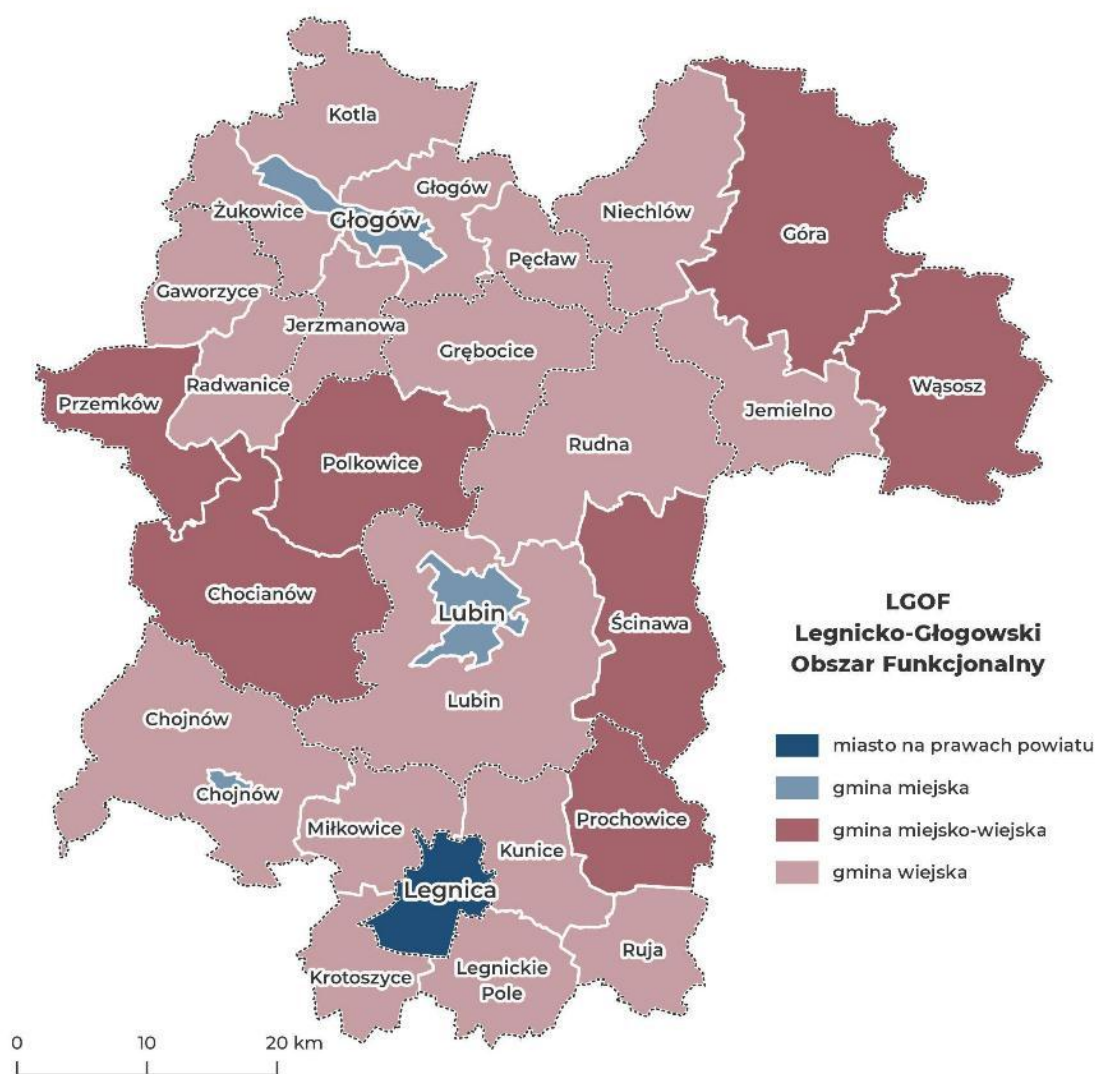 Kotla
Głogów
Żukowice
Głogów
Niechlów
Góra
Pęcław
Gaworzyce
Jerzmanowa
Grębocice
Radwanice
Przemków
Wąsosz
Jemielno
Rudna
Polkowice
Chocianów
Lubin
Ścinawa
LGOF
Legnicko-Głogowski
Obszar Funkcjonalny
Lubin
Chojnów
miasto na prawach powiatu
gmina miejska
Chojnów
Miłkowice
Prochowice
gmina miejsko-wiejska
Kunice
gmina wiejska
Legnica
Ruja
Krotoszyce
Legnickie
Pole
0 10 20 km